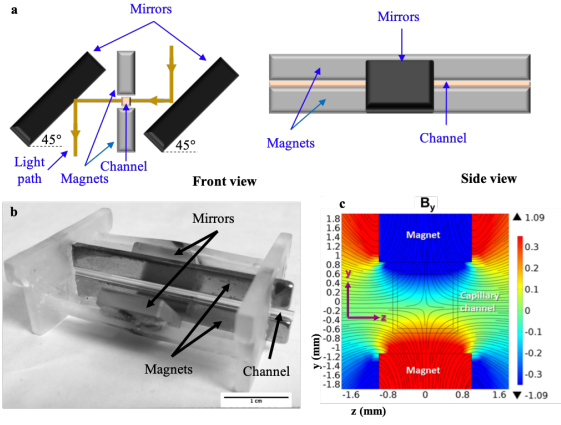 a
Mirrors
45°
45°
Light
path
Magnets
Channel
Front view
Mirrors
Magnets
Channel
Side view
b
Mirrors
Magnets
Channel
1 cm
c
By
1.8
1.6
1.4
1.2
1
0.8
0.6
0.4
0.2
0
-0.2
-0.4
-0.6
-0.8
-1
-1.2
-1.4
-1.6
-1.8
y (mm)
Magnet
y
z
Capillary
channel
Magnet
-1.6
-0.8
0
0.8
1.6
z (mm)
1.09
0.3
0.2
0.1
0
-0.1
-0.2
-0.3
-1.09